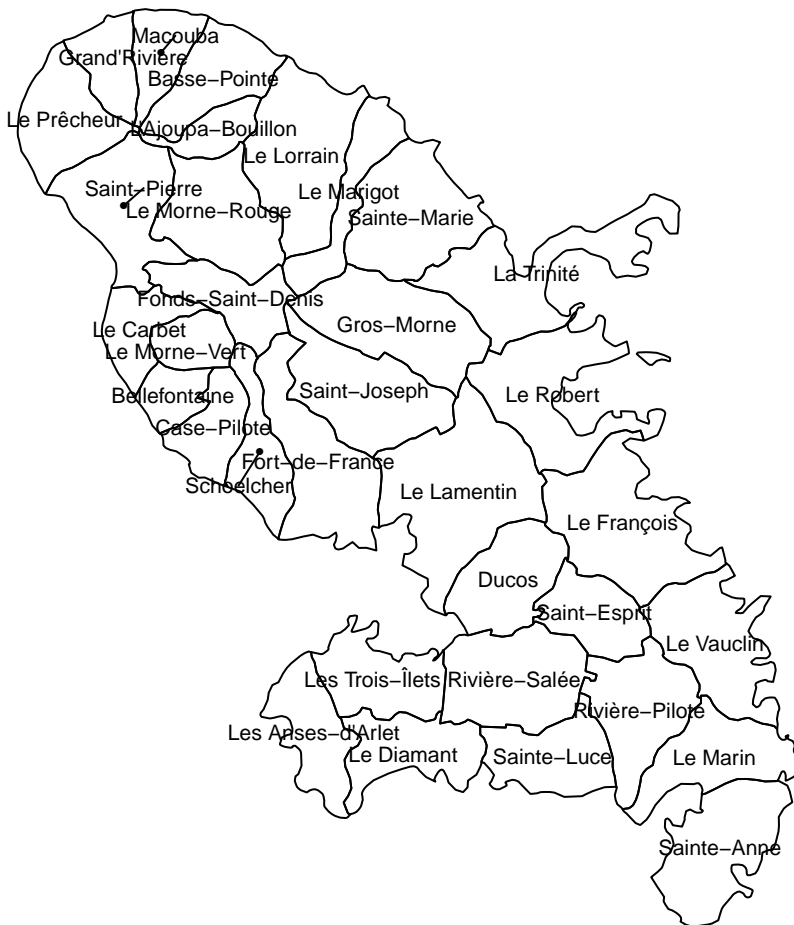 Macouba
Grand'Rivière
Basse−Pointe
Le Prêcheur
L'Ajoupa−Bouillon
Le Lorrain
Saint−Pierre
Le Marigot
Le Morne−Rouge
Sainte−Marie
La Trinité
Fonds−Saint−Denis
Gros−Morne
Le Carbet
Le Morne−Vert
Saint−Joseph
Le Robert
Bellefontaine
Case−Pilote
Fort−de−France
Schoelcher
Le Lamentin
Le François
Ducos
Saint−Esprit
Le Vauclin
Les Trois−Îlets
Rivière−Salée
Rivière−Pilote
Les Anses−d'Arlet
Le Diamant
Sainte−Luce
Le Marin
Sainte−Anne